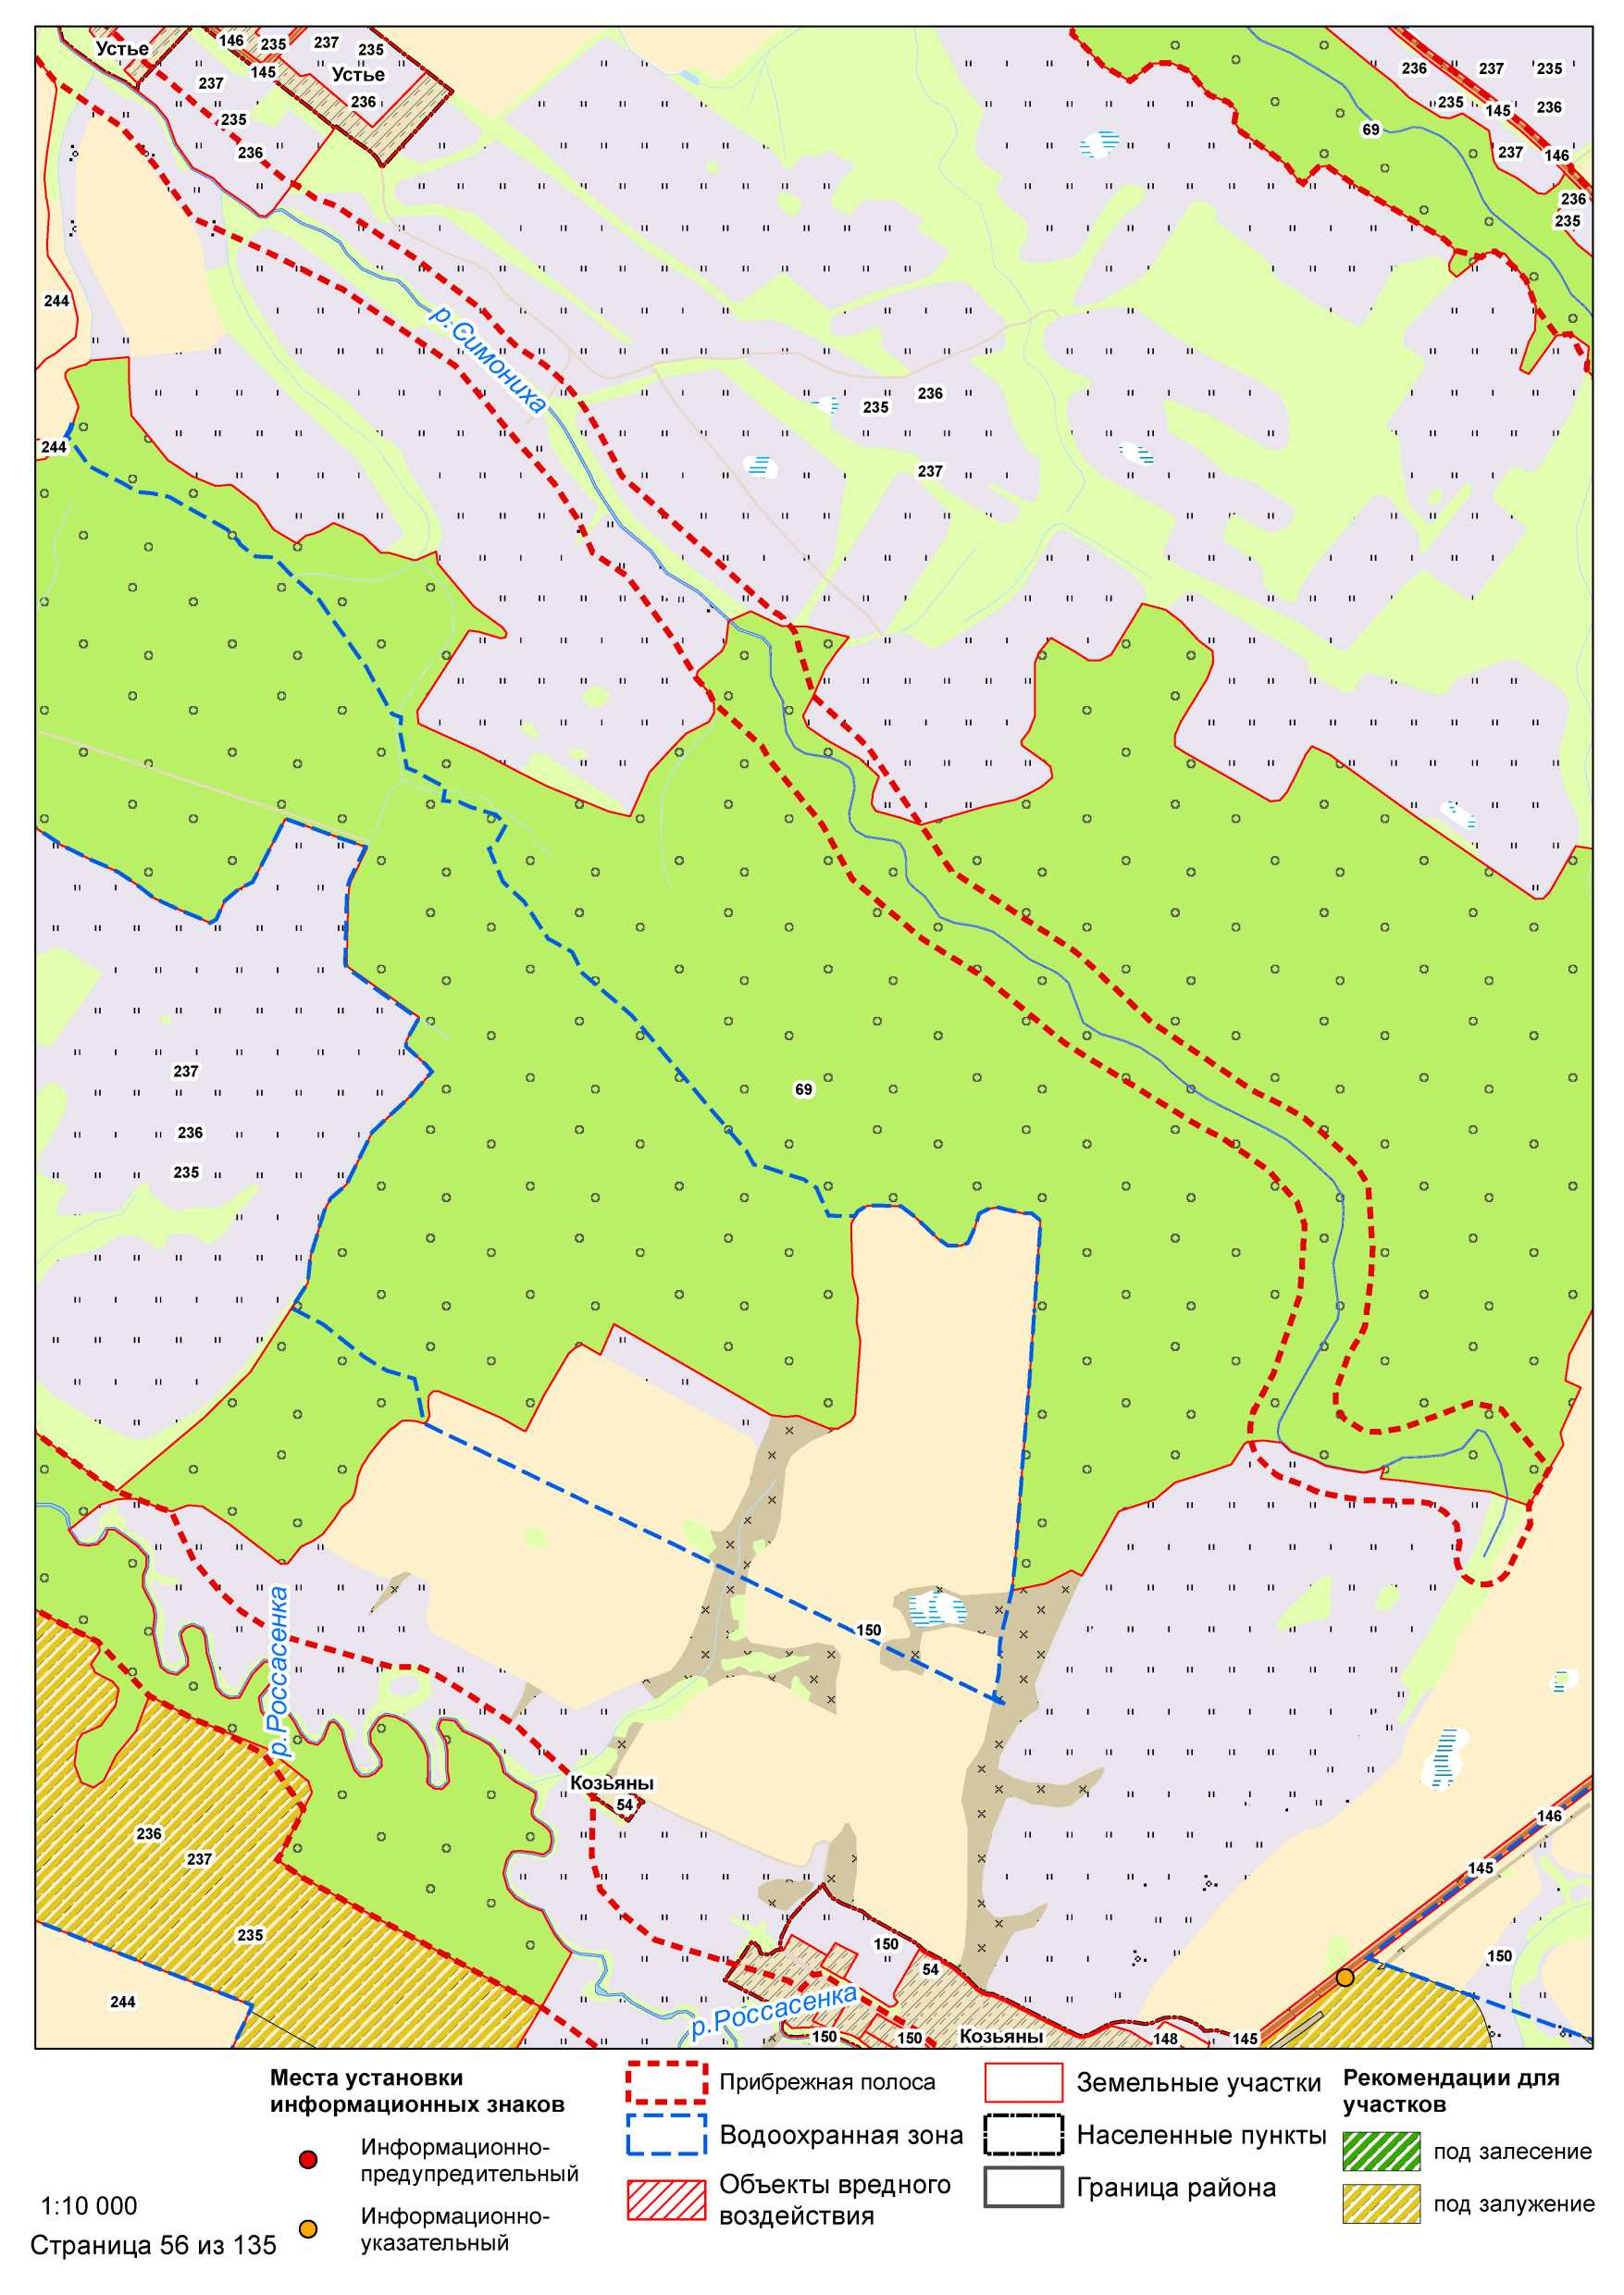 Устье
146
235
237
235
145
Устье
237
236
235
236
236
237
235
235
145
236
69
237
146
236
235
244
р.Симониха
236
235
244
237
237
69
236
235
150
р.Россасенка
Козьяны
54
146
236
237
145
235
150
150
54
244
р.Россасенка
150
150
Козьяны
148
145
Места установки
информационных знаков
Информационно-
предупредительный
Информационно-
указательный
1:10 000
Страница 56 из 135
Прибрежная полоса
Водоохранная зона
Объекты вредного
воздействия
Земельные участки
Населенные пункты
Граница района
Рекомендации для
участков
под залесение
под залужение